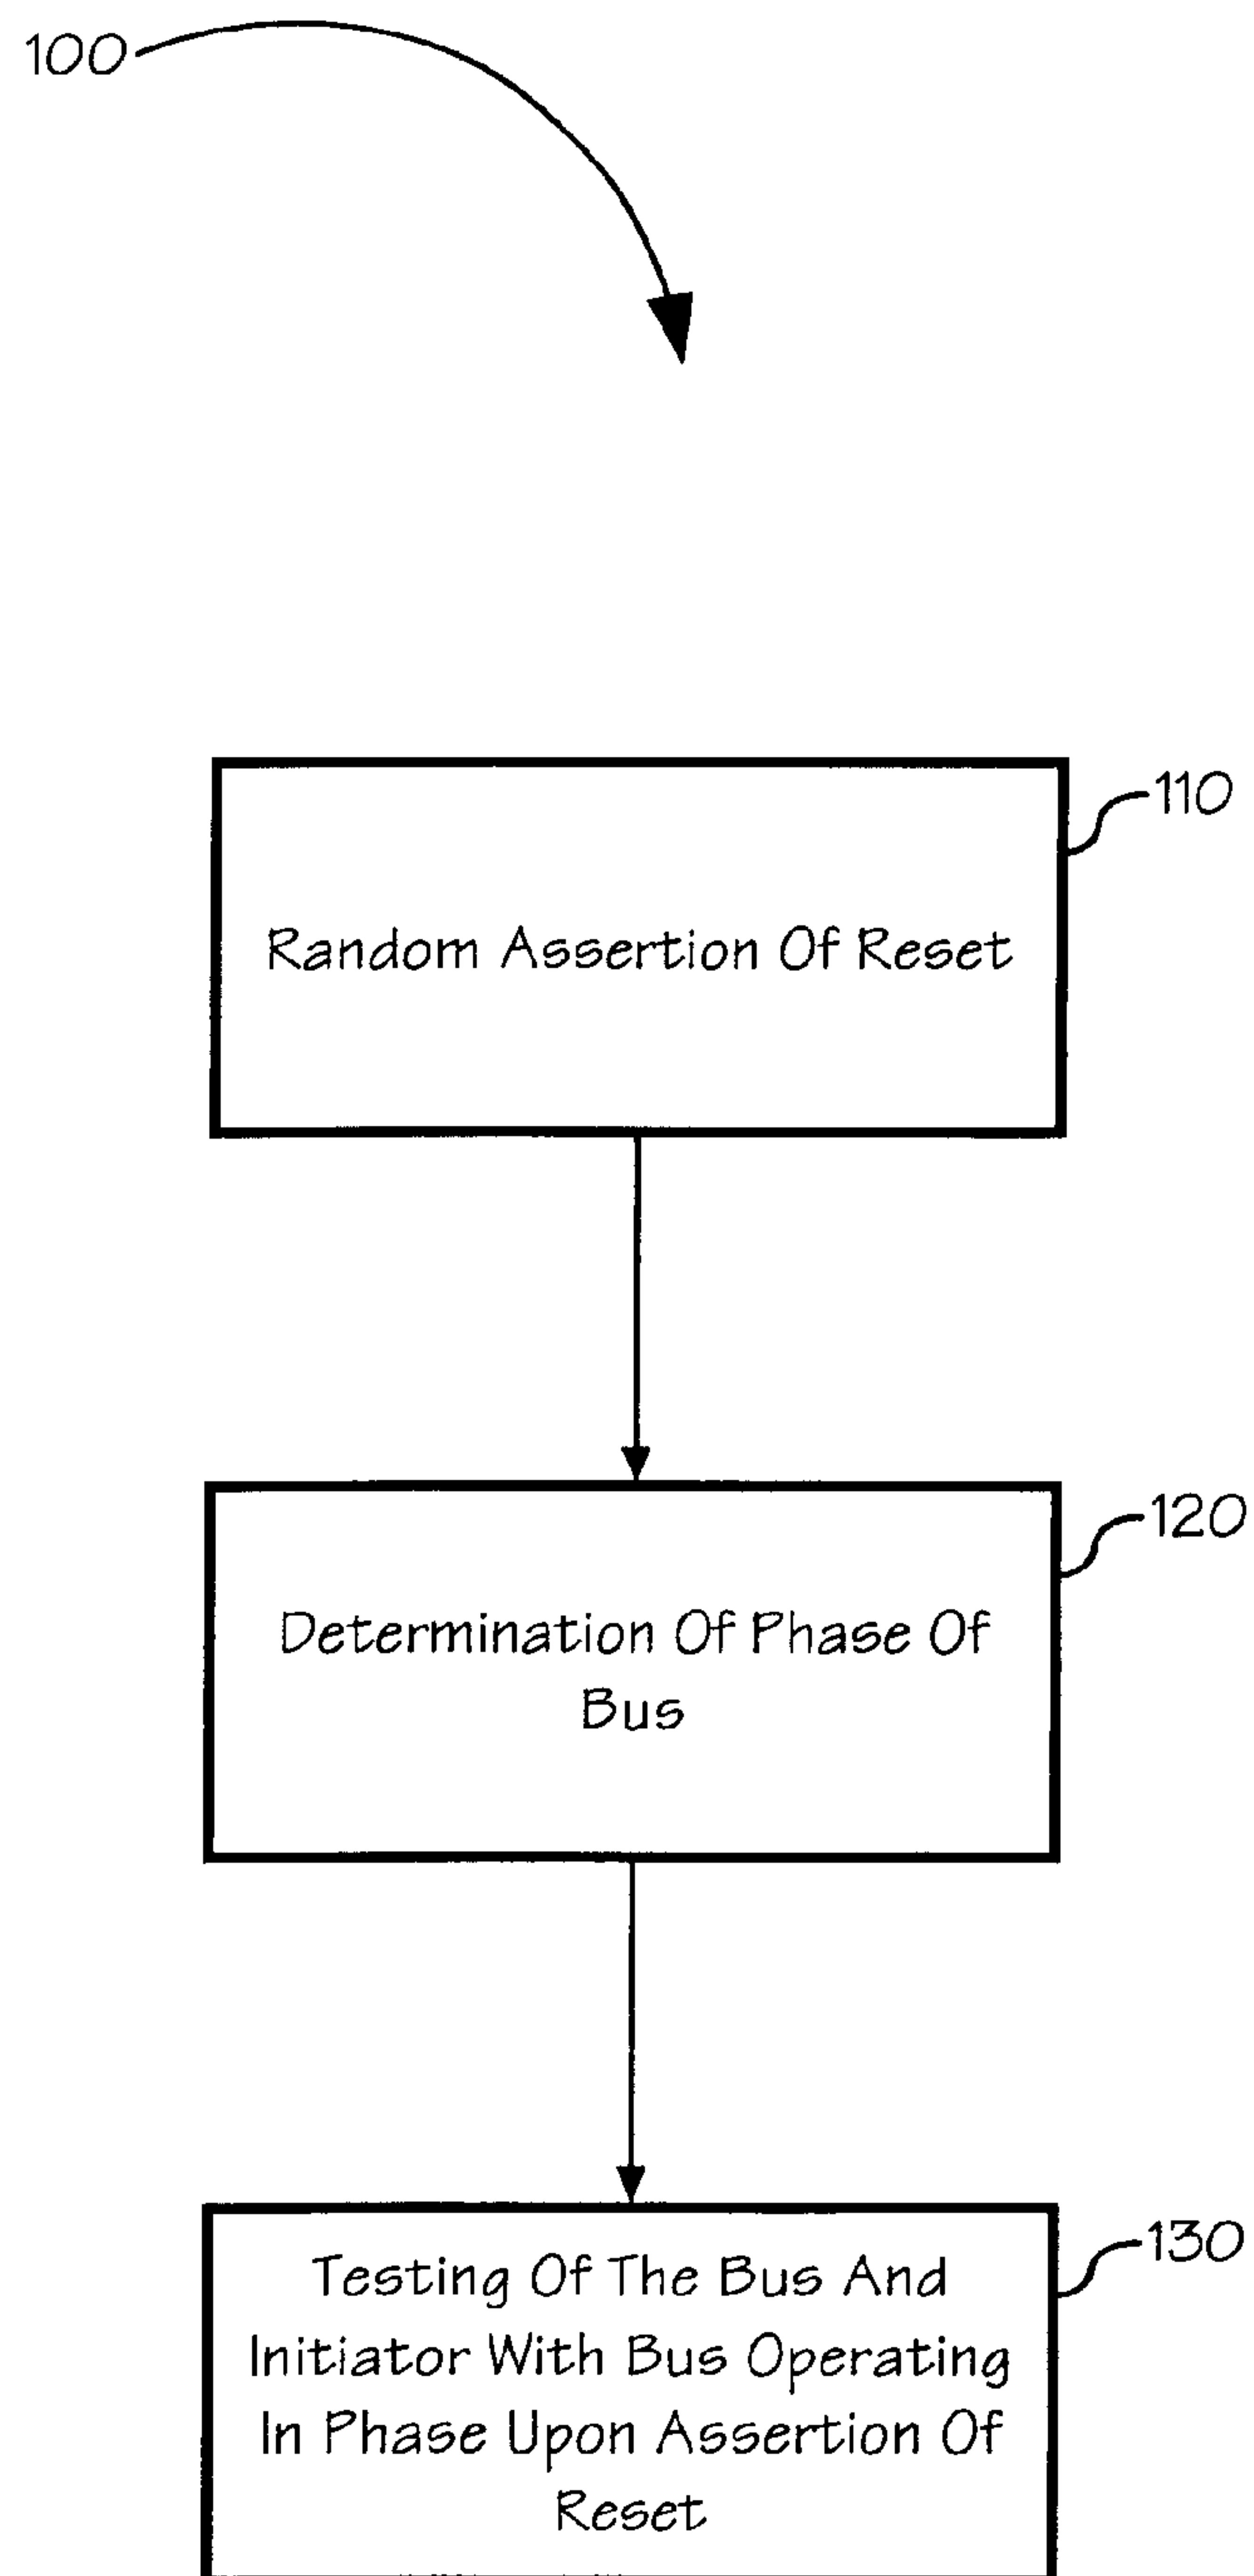 100
110
Random Assertion Of Reset
120
Determination Of Phase Of
Bus
130
Testing Of The Bus And
Initiator With Bus Operating
In Phase Upon Assertion Of
Reset